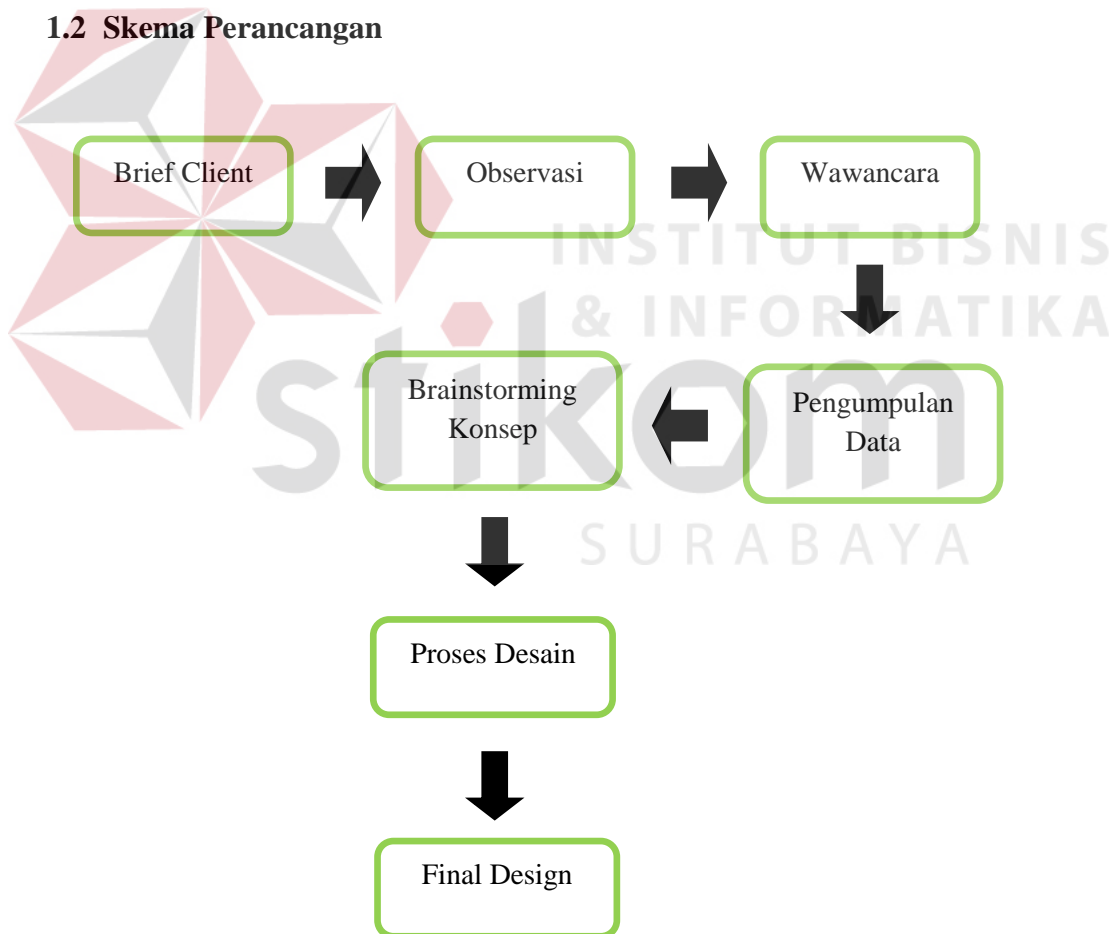 1.2 Skema Perancangan
Brief Client
Observasi
Wawancara
INSTITUT BISNIS
& INFORMATIKA
stikom
SURABAYA
Pengumpulan
Data
Brainstorming
Konsep
Proses Desain
Final Design